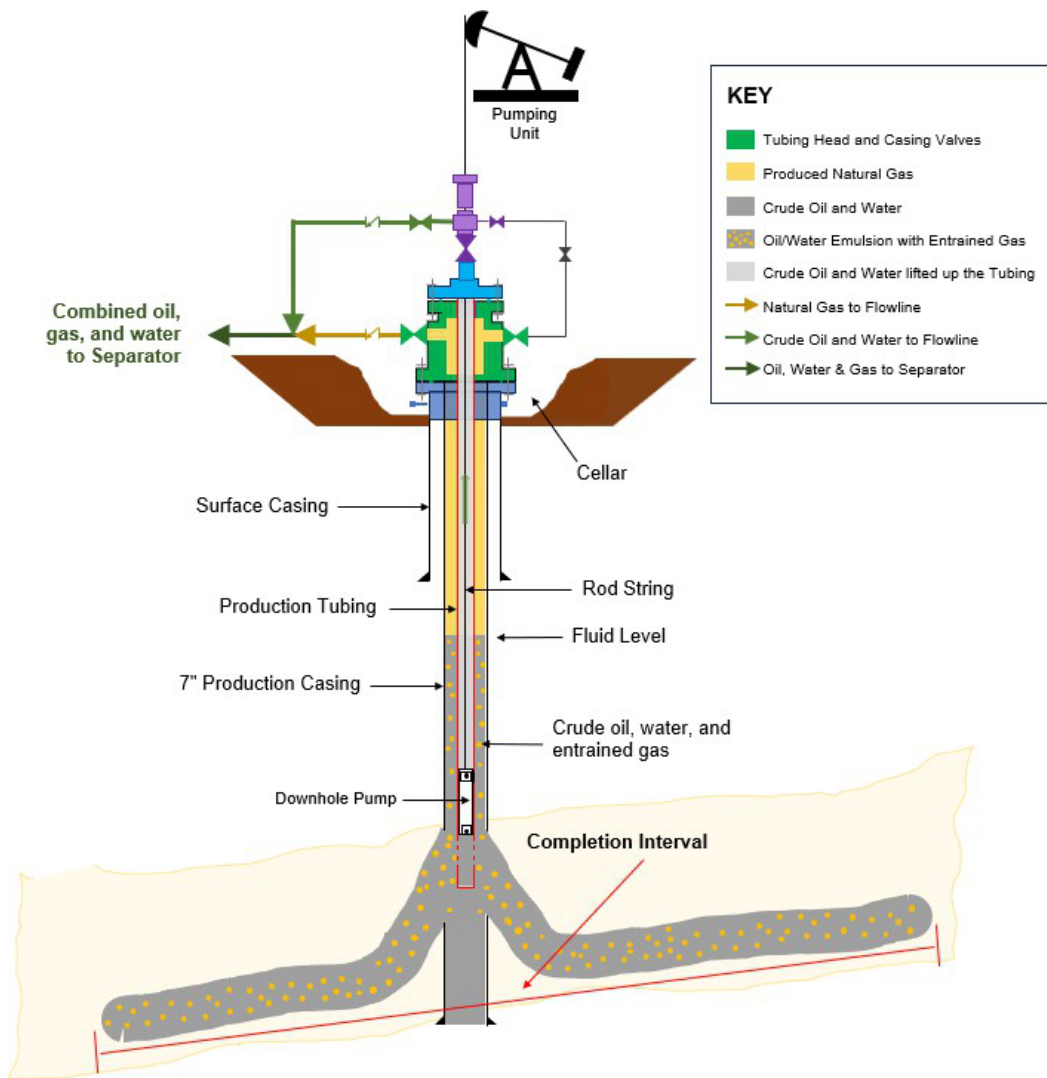 Pumping
Unit
KEY
Tubing Head and Casing Valves
Produced Natural Gas
Crude Oil and Water
Oil/Water Emulsion with Entrained Gas
Crude Oil and Water lifted up the Tubing
Natural Gas to Flowline
Crude Oil and Water to Flowline
Oil, Water & Gas to Separator
Combined oil,
gas, and water
to Separator
Cellar
Surface Casing
Rod String
Production Tubing
Fluid Level
7" Production Casing
Crude oil, water, and
entrained gas
Downhole Pump
Completion Interval